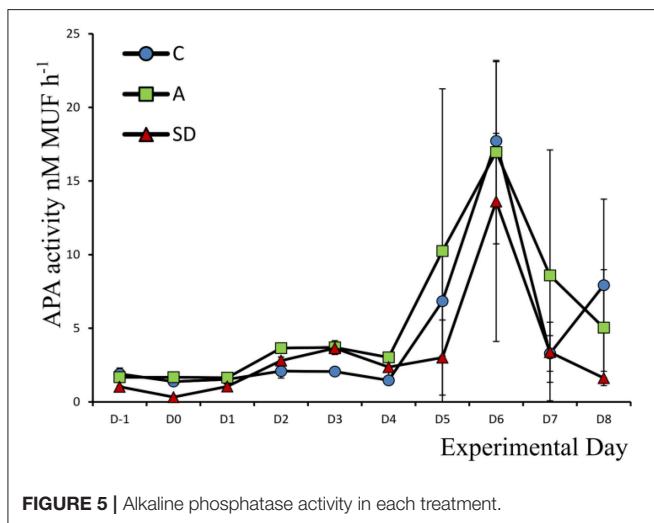 25
20
15
10
5
0
APA activity nM MUF h-1
C
A
SD
D-1 D0 D1 D2 D3 D4 D5 D6 D7 D8
Experimental Day
FIGURE 5 | Alkaline phosphatase activity in each treatment.